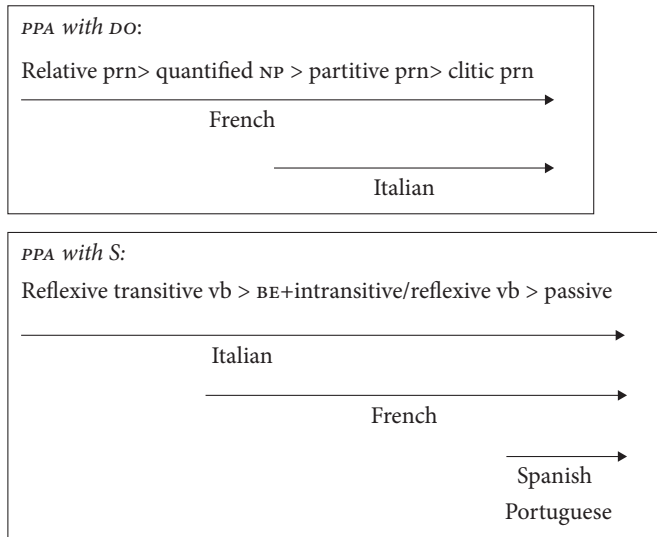 PPA with DO:
Relative prn> quantified NP > partitive prn> clitic prn
French
Italian
PPA with S:
Reflexive transitive vb > BE+intransitive/reflexive vb > passive
Italian
French
Spanish
Portuguese